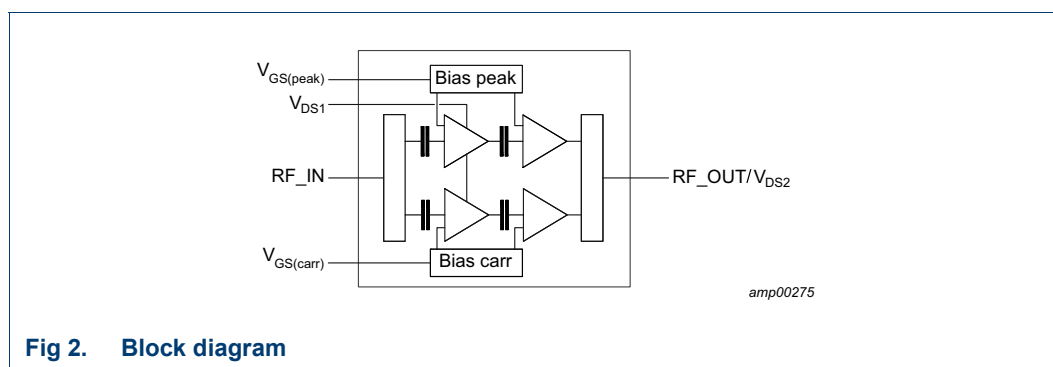 V_GS(peak)
Bias peak
V_DS1
RF_IN
RF_OUT/V_DS2
V_GS(carr)
Bias carr
amp00275
Fig 2. Block diagram